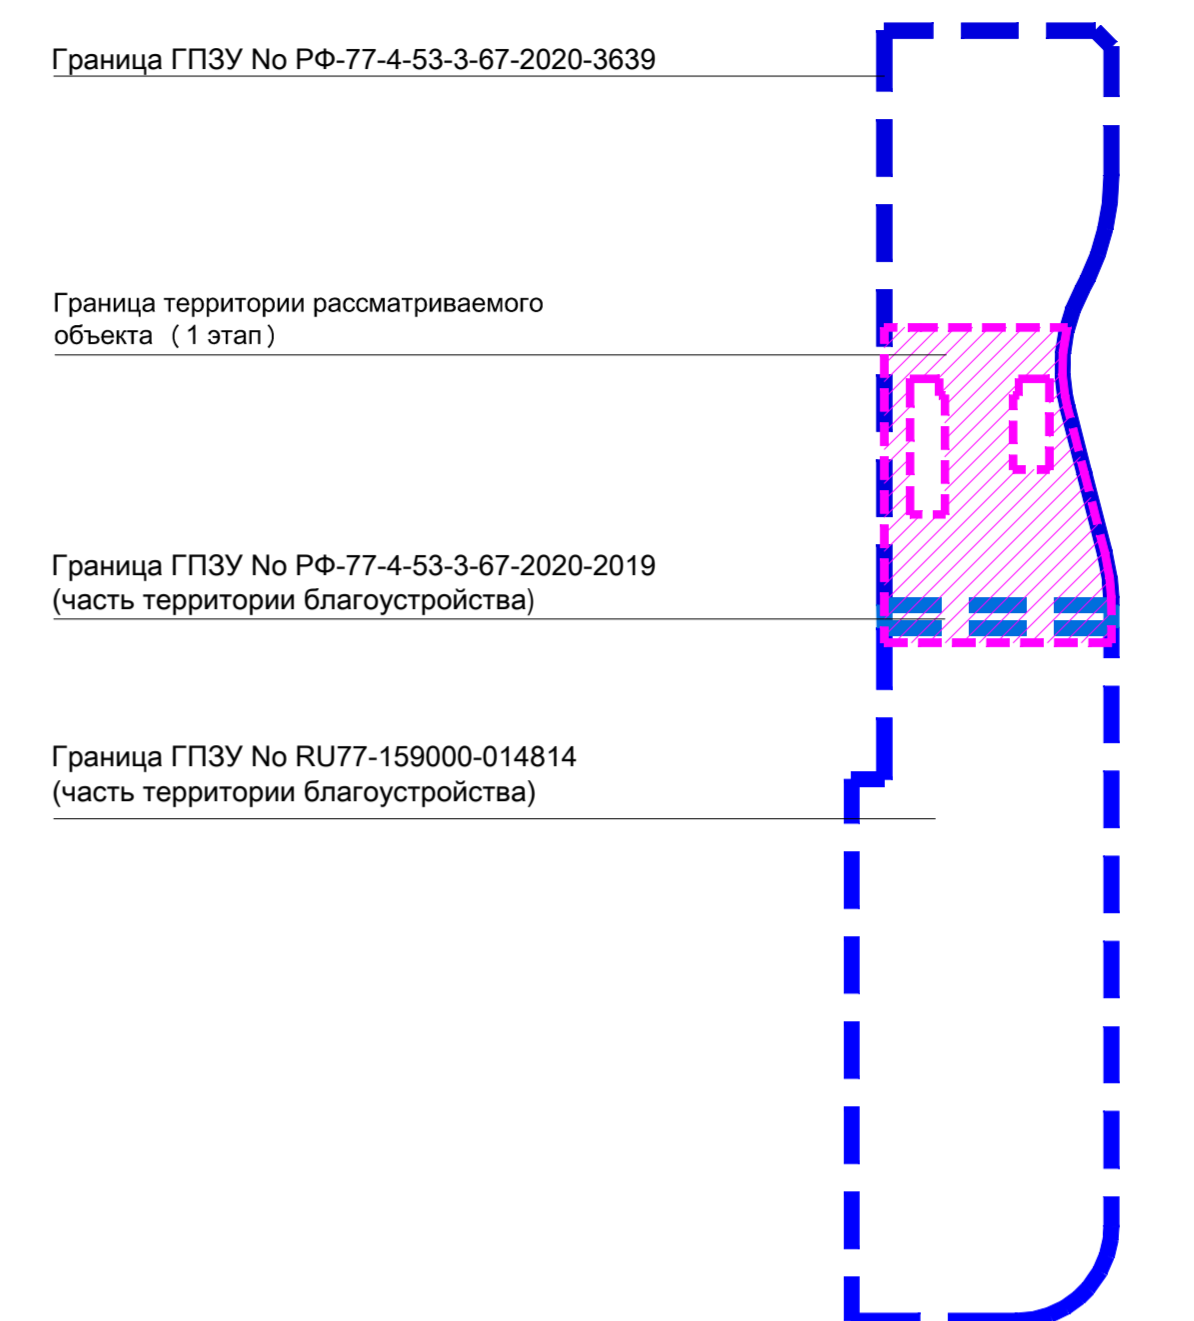 Граница ГПЗУ No РФ-77-4-53-3-67-2020-3639
Граница территории рассматриваемого
объекта ( 1 этап )
Граница ГПЗУ No РФ-77-4-53-3-67-2020-2019
(часть территории благоустройства)
Граница ГПЗУ No RU77-159000-014814
(часть территории благоустройства)